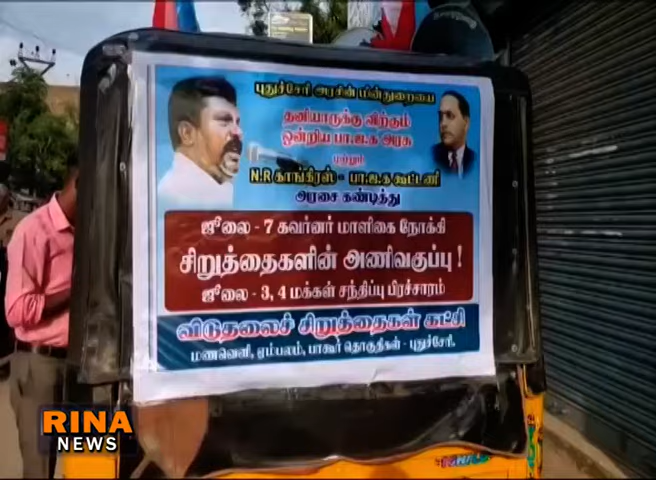 புதுச்சேரி அரசின் மின்துறையை
தனியாருக்கு விற்கும்
ஒன்றிய பா.ஜ.க அரசு
மற்றும்
N.R காங்கிரஸ் - பா.ஜ.க கூட்டணி
அரசை கண்டித்து
ஜூலை - 7 கவர்னர் மாளிகை நோக்கி
சிறுத்தைகளின் அணிவகுப்பு !
ஜூலை - 3, 4 மக்கள் சந்திப்பு பிரச்சாரம்
விடுதலைச் சிறுத்தைகள் கட்சி
மணவெளி, ஏம்பலம், பாகூர் தொகுதிகள் - புதுச்சேரி.
RINA
NEWS